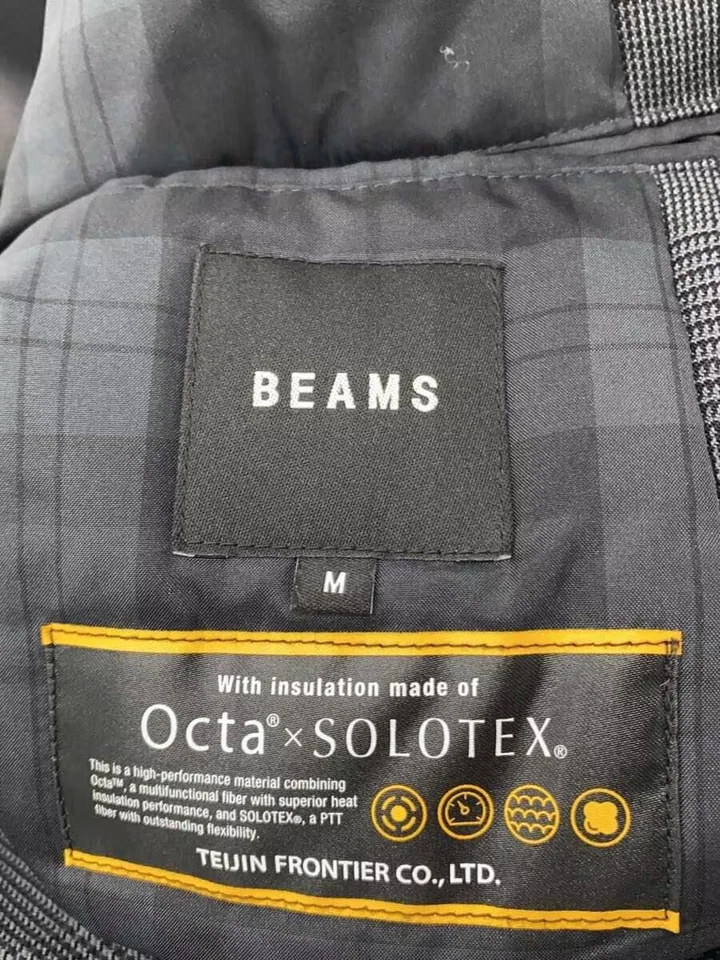 BEAMS
M
With insulation made of
Octa® × SOLOTEX®
This is a high-performance material combining
Octa™, a multifunctional fiber with superior heat
insulation performance, and SOLOTEX®, a PTT
fiber with outstanding flexibility.
TEIJIN FRONTIER CO., LTD.